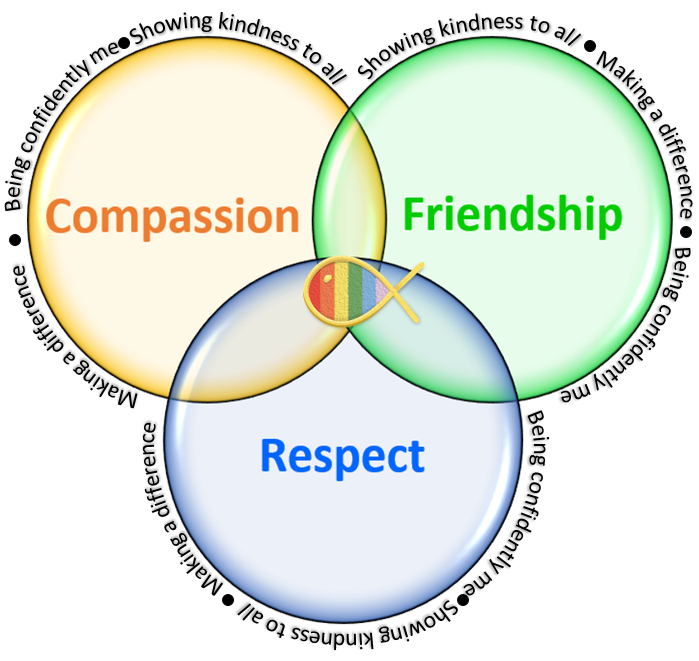 Being confidently me • Showing kindness to all
Making a difference •
Compassion
Showing kindness to all • Making a difference • Being confidently me
Friendship
Being confidently me • Showing kindness to all • Making a difference
Respect